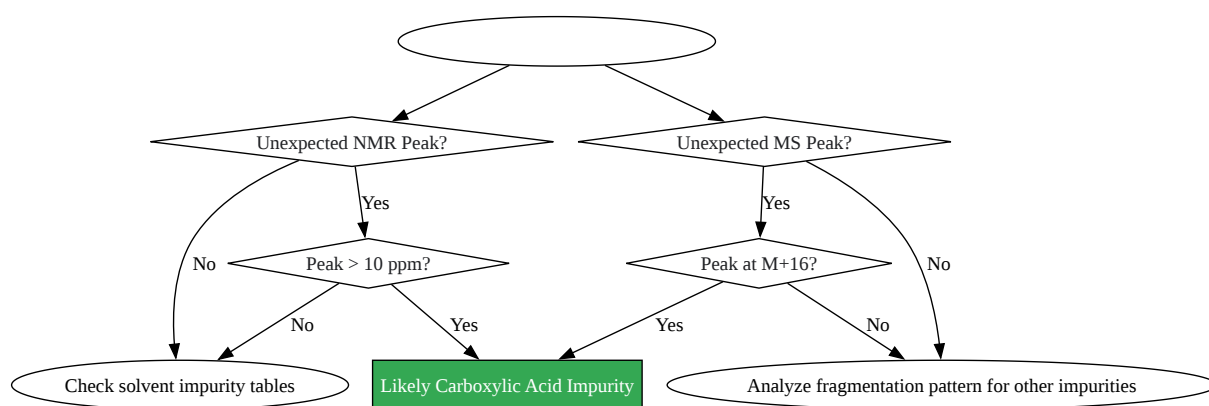 Unexpected NMR Peak?
Unexpected MS Peak?
Yes
Yes
No
Peak > 10 ppm?
Peak at M+16?
No
No
Yes
Yes
No
Check solvent impurity tables
Likely Carboxylic Acid Impurity
Analyze fragmentation pattern for other impurities